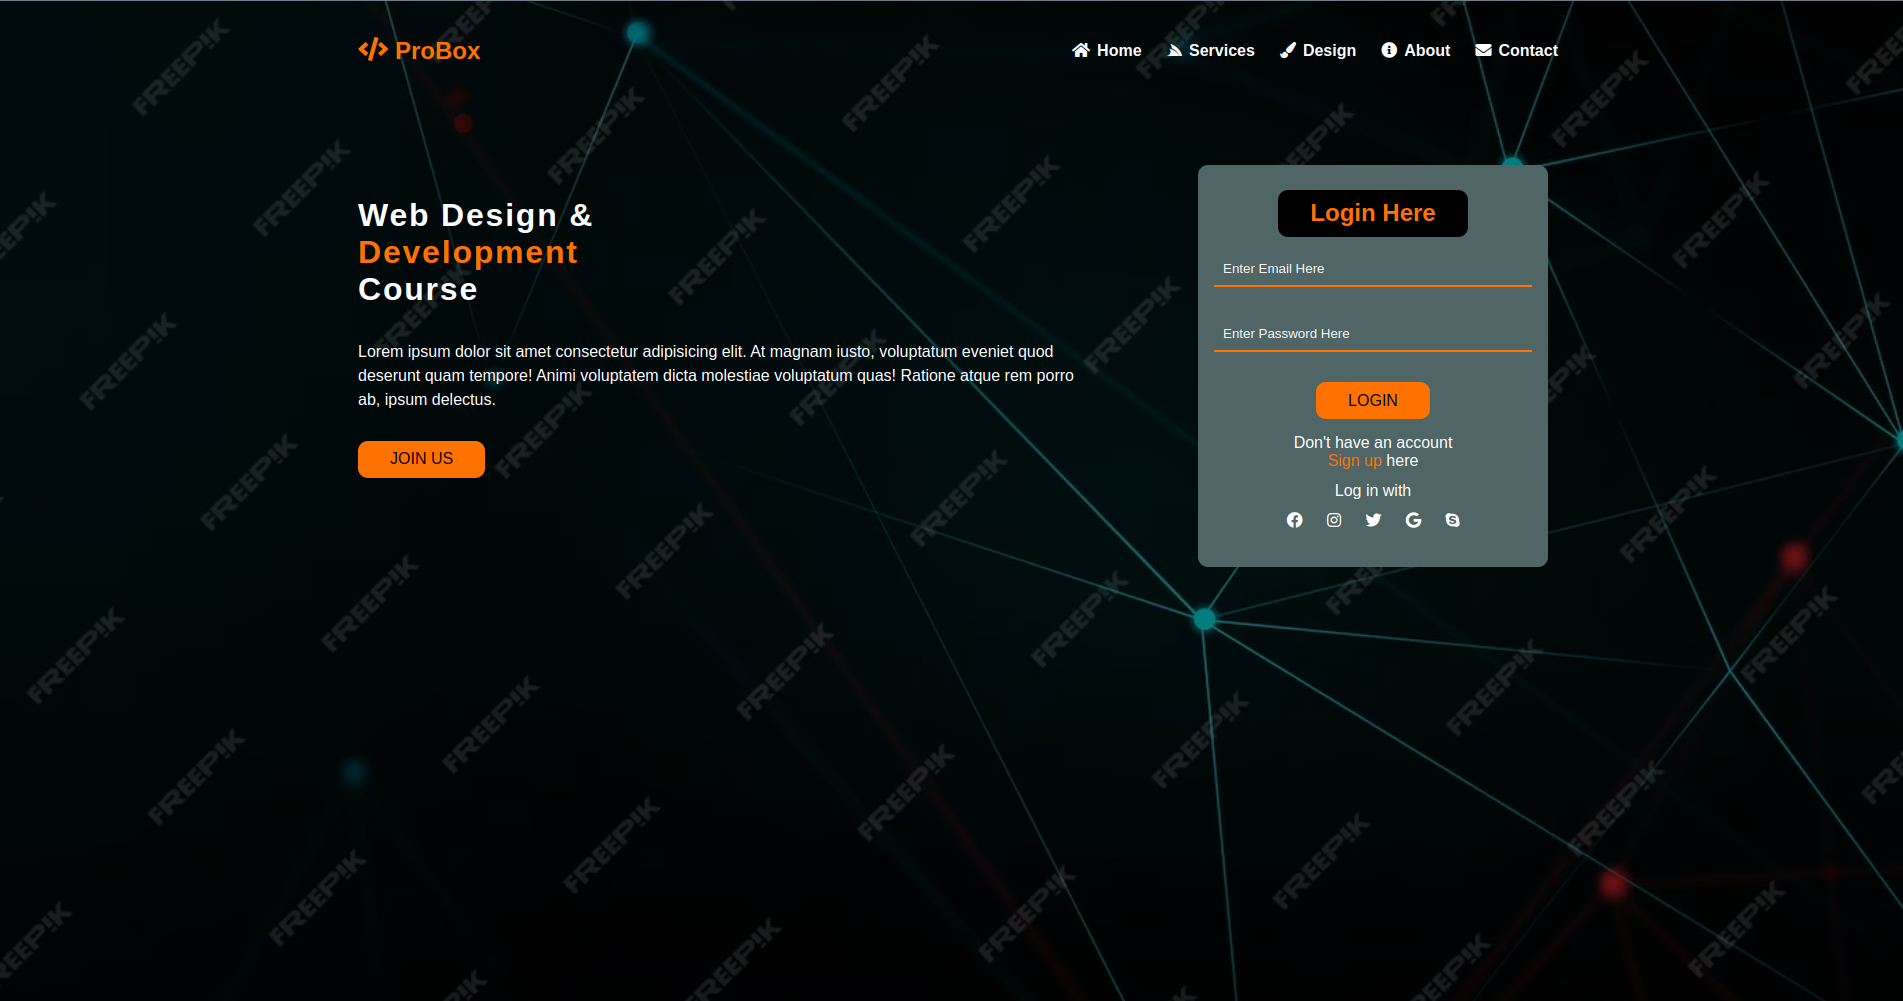 ProBox
Home Services Design About Contact
Web Design &
Development
Course
Lorem ipsum dolor sit amet consectetur adipisicing elit. At magnam iusto, voluptatum eveniet quod
deserunt quam tempore! Animi voluptatem dicta molestiae voluptatum quas! Ratione atque rem porro
ab, ipsum delectus.
JOIN US
Login Here
Enter Email Here
Enter Password Here
LOGIN
Don't have an account
Sign up here
Log in with
FREEPIK